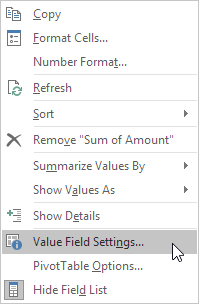 Copy
Format Cells...
Number Format...
Refresh
Sort
Remove "Sum of Amount"
Summarize Values By
Show Values As
Show Details
Value Field Settings...
PivotTable Options...
Hide Field List